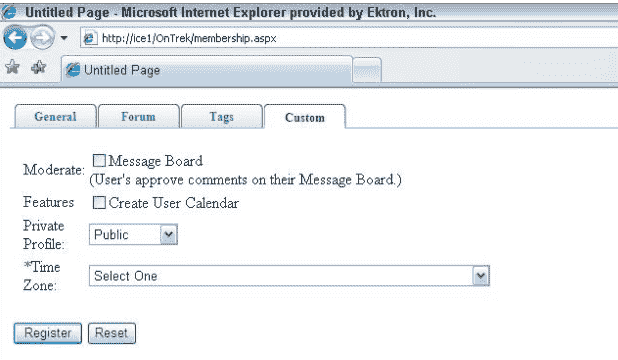 Untitled Page - Microsoft Internet Explorer provided by Ektron, Inc.
http://ice1/OnTrek/membership.aspx
Untitled Page
General Forum Tags Custom
Moderate: Message Board
(User's approve comments on their Message Board.)
Features Create User Calendar
Private
Profile: Public
*Time
Zone: Select One
Register Reset